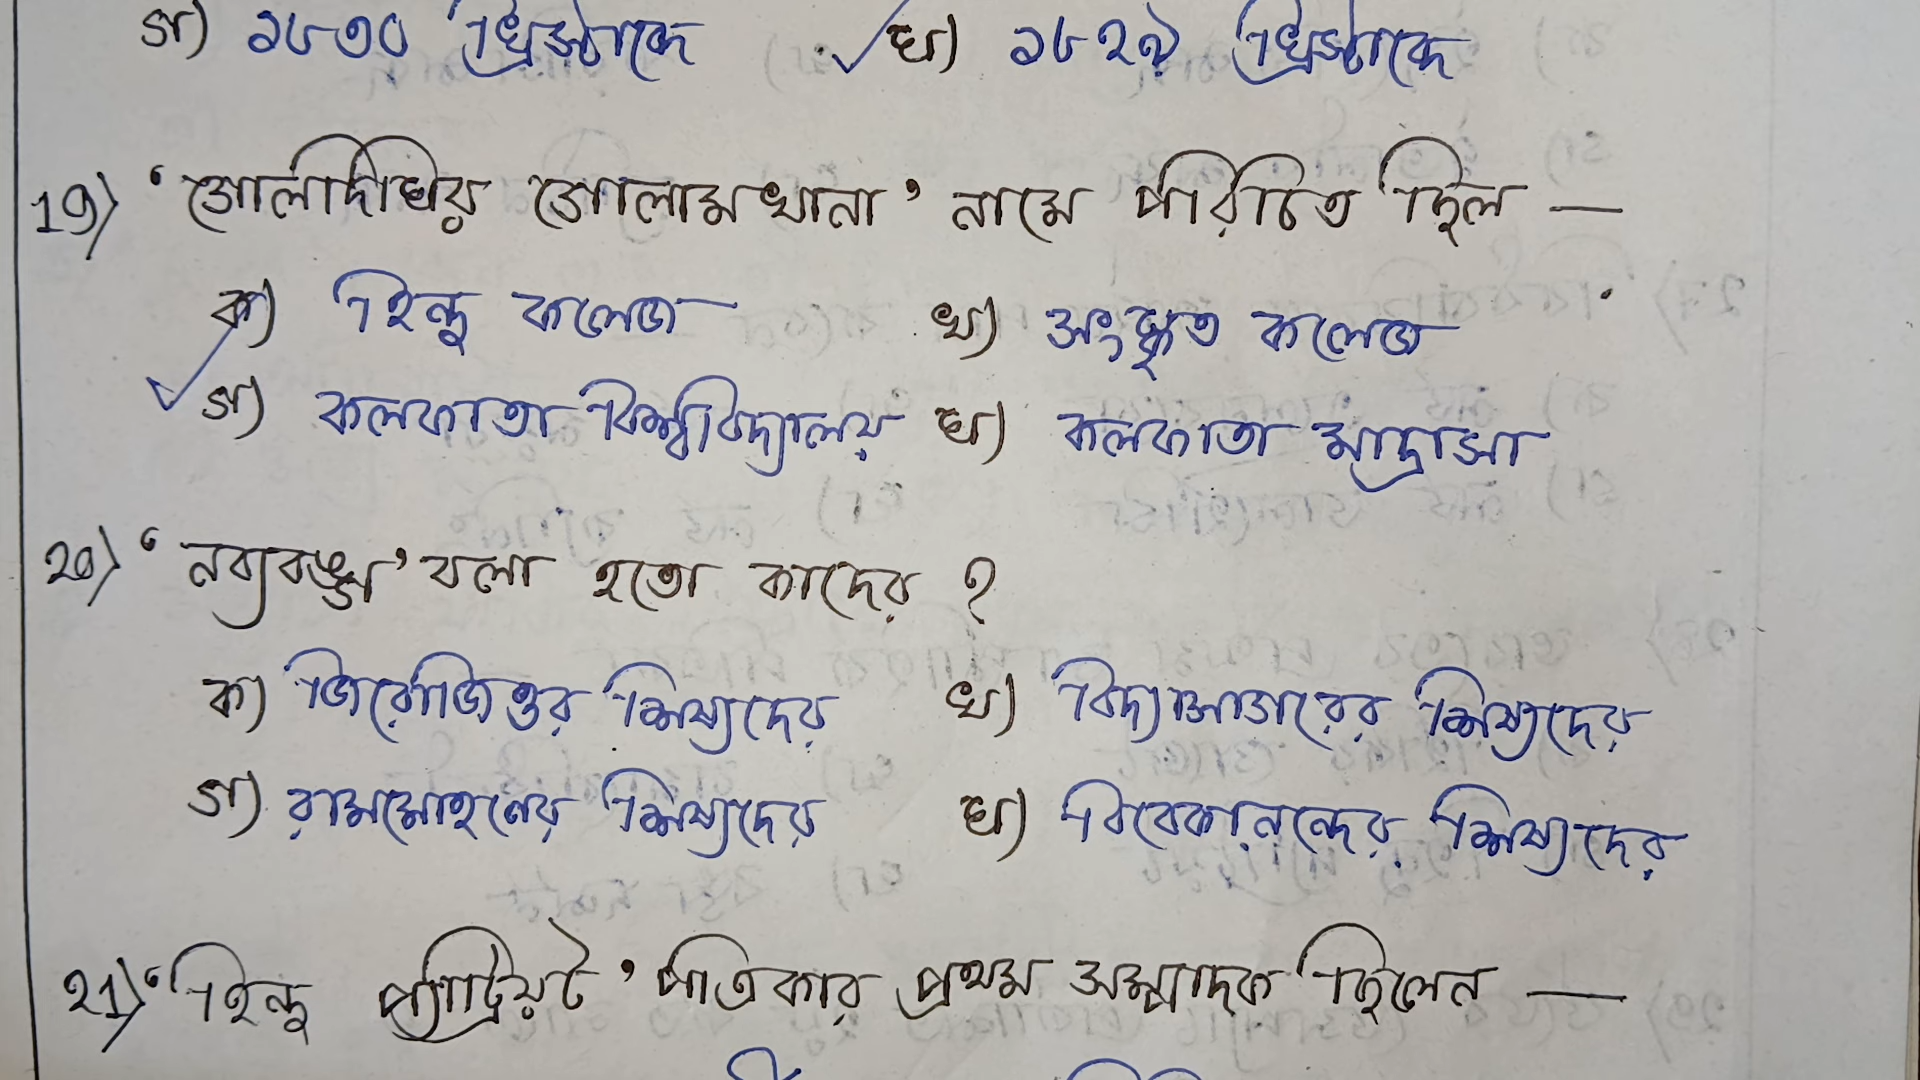 গ) ১৮৩০ খ্রিস্টাব্দে ঘ) ১৮২৯ খ্রিস্টাব্দে
19) ‘গোলদিঘির গোলামখানা’ নামে পরিচিত ছিল —
ক) হিন্দু কলেজ খ) সংস্কৃত কলেজ
গ) কলকাতা বিশ্ববিদ্যালয় ঘ) কলকাতা মাদ্রাসা
20) ‘নব্যবঙ্গ’ বলা হতো কাদের ?
ক) ডিরোজিওর শিষ্যদের খ) বিদ্যাসাগরের শিষ্যদের
গ) রামমোহনের শিষ্যদের ঘ) বিবেকানন্দের শিষ্যদের
21) ‘হিন্দু প্যাট্রিয়ট’ পত্রিকার প্রথম সম্পাদক ছিলেন —